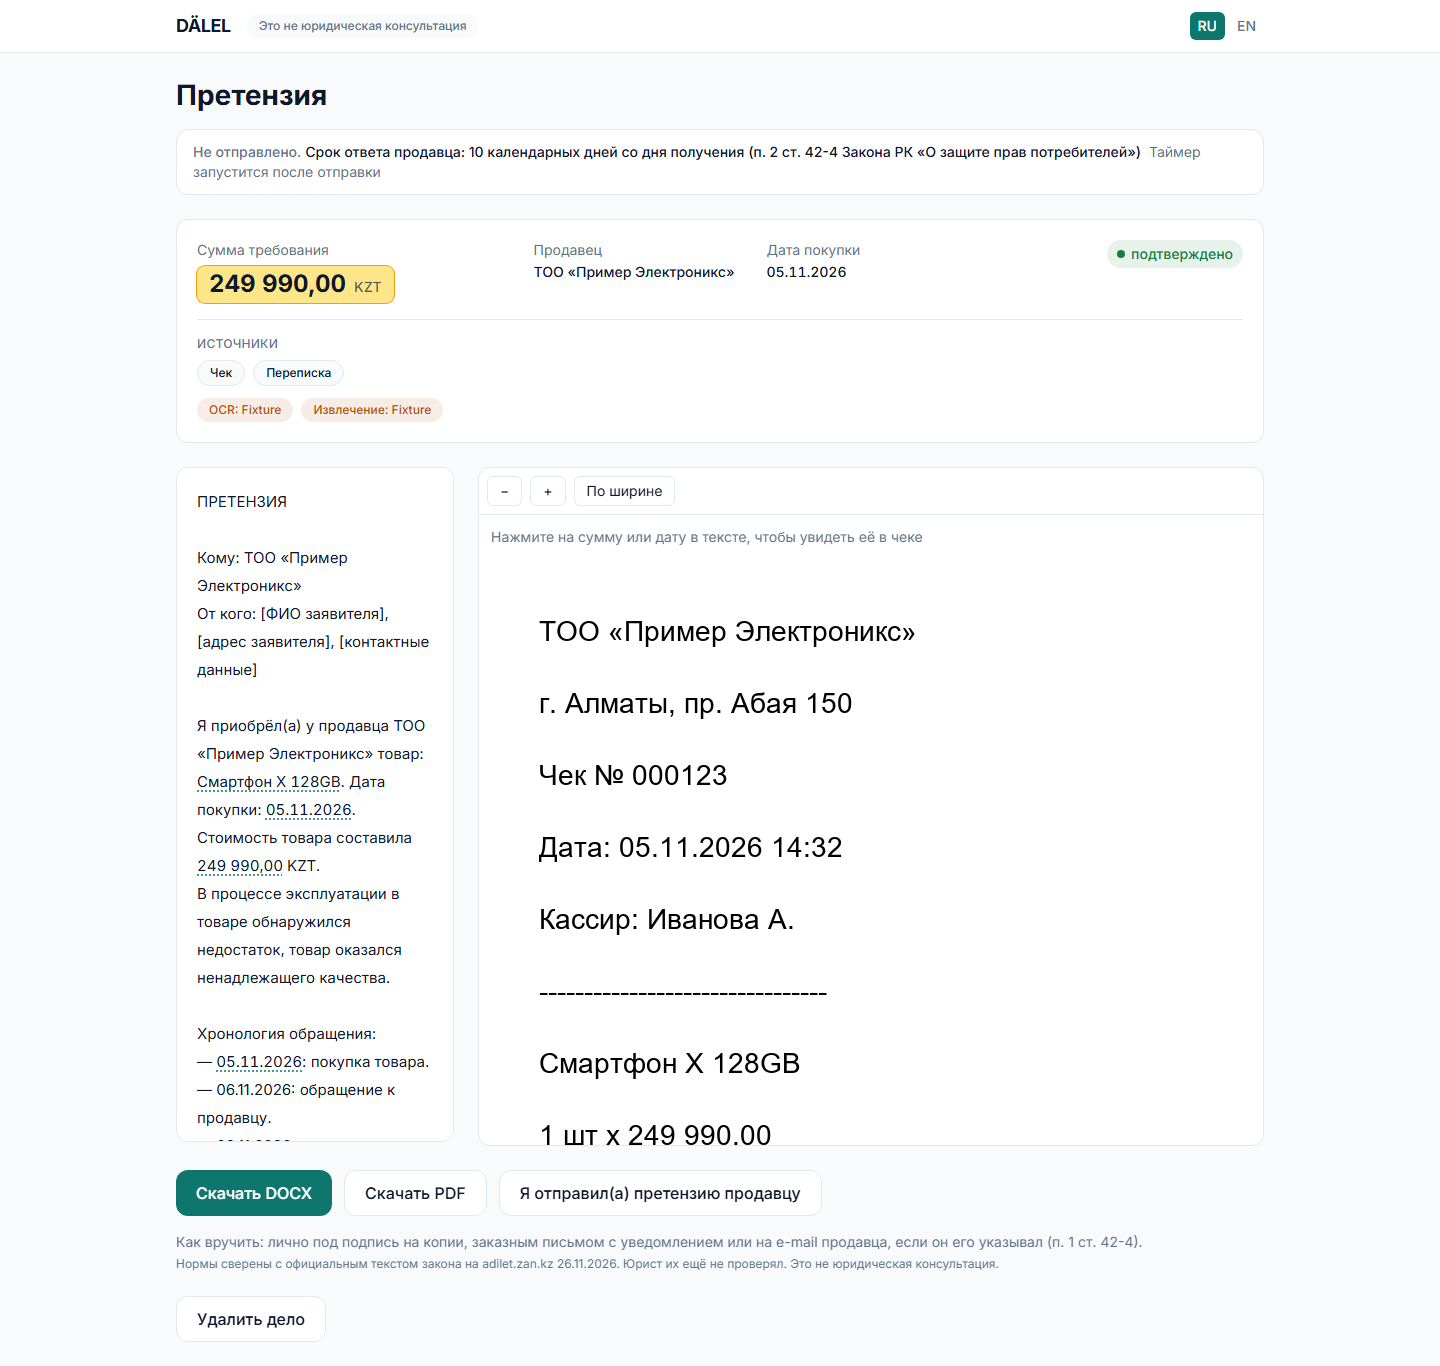 DÄLEL
Это не юридическая консультация
RU
EN
Претензия
Не отправлено. Срок ответа продавца: 10 календарных дней со дня получения (п. 2 ст. 42-4 Закона РК «О защите прав потребителей») Таймер
запустится после отправки
Сумма требования
249 990,00 KZT
Продавец
ТОО «Пример Электроникс»
Дата покупки
05.11.2026
подтверждено
ИСТОЧНИКИ
Чек
Переписка
OCR: Fixture
Извлечение: Fixture
ПРЕТЕНЗИЯ
Кому: ТОО «Пример
Электроникс»
От кого: [ФИО заявителя],
[адрес заявителя], [контактные
данные]
Я приобрёл(а) у продавца ТОО
«Пример Электроникс» товар:
Смартфон X 128GB. Дата
покупки: 05.11.2026.
Стоимость товара составила
249 990,00 KZT.
В процессе эксплуатации в
товаре обнаружился
недостаток, товар оказался
ненадлежащего качества.
Хронология обращения:
— 05.11.2026: покупка товара.
— 06.11.2026: обращение к
продавцу.
−
+
По ширине
Нажмите на сумму или дату в тексте, чтобы увидеть её в чеке
ТОО «Пример Электроникс»
г. Алматы, пр. Абая 150
Чек № 000123
Дата: 05.11.2026 14:32
Кассир: Иванова А.
--------------------------------
Смартфон X 128GB
1 шт x 249 990.00
Скачать DOCX
Скачать PDF
Я отправил(а) претензию продавцу
Как вручить: лично под подпись на копии, заказным письмом с уведомлением или на e-mail продавца, если он его указывал (п. 1 ст. 42-4).
Нормы сверены с официальным текстом закона на adilet.zan.kz 26.11.2026. Юрист их ещё не проверял. Это не юридическая консультация.
Удалить дело